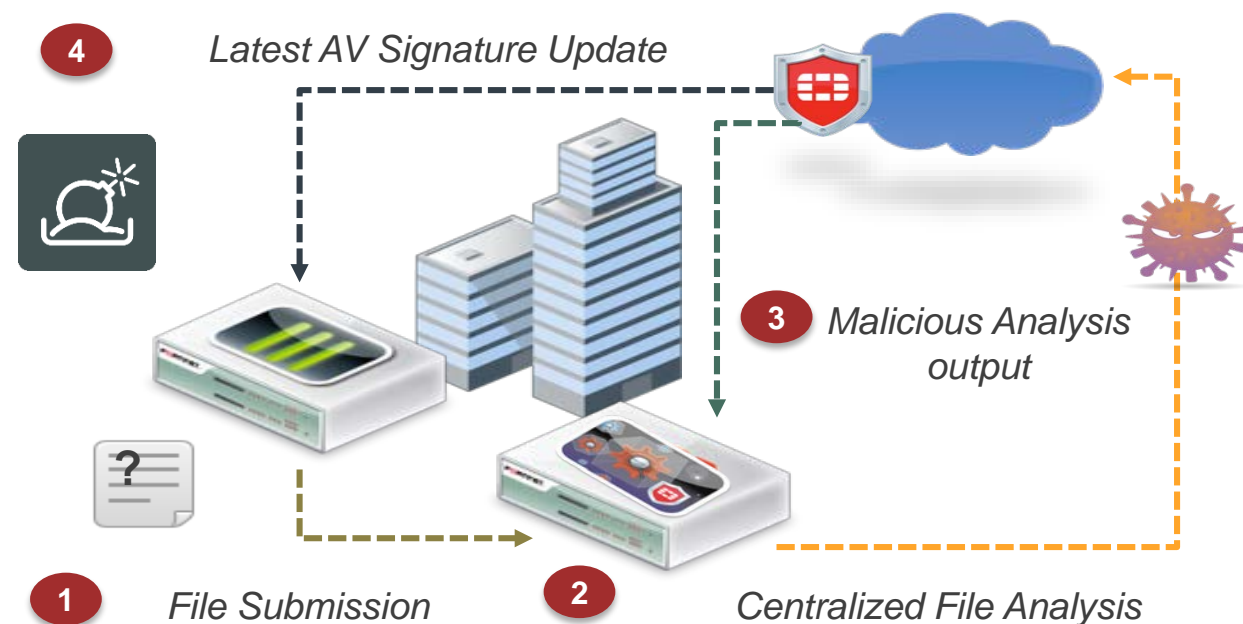 4
Latest AV Signature Update
3
Malicious Analysis
output
?
1
File Submission
2
Centralized File Analysis